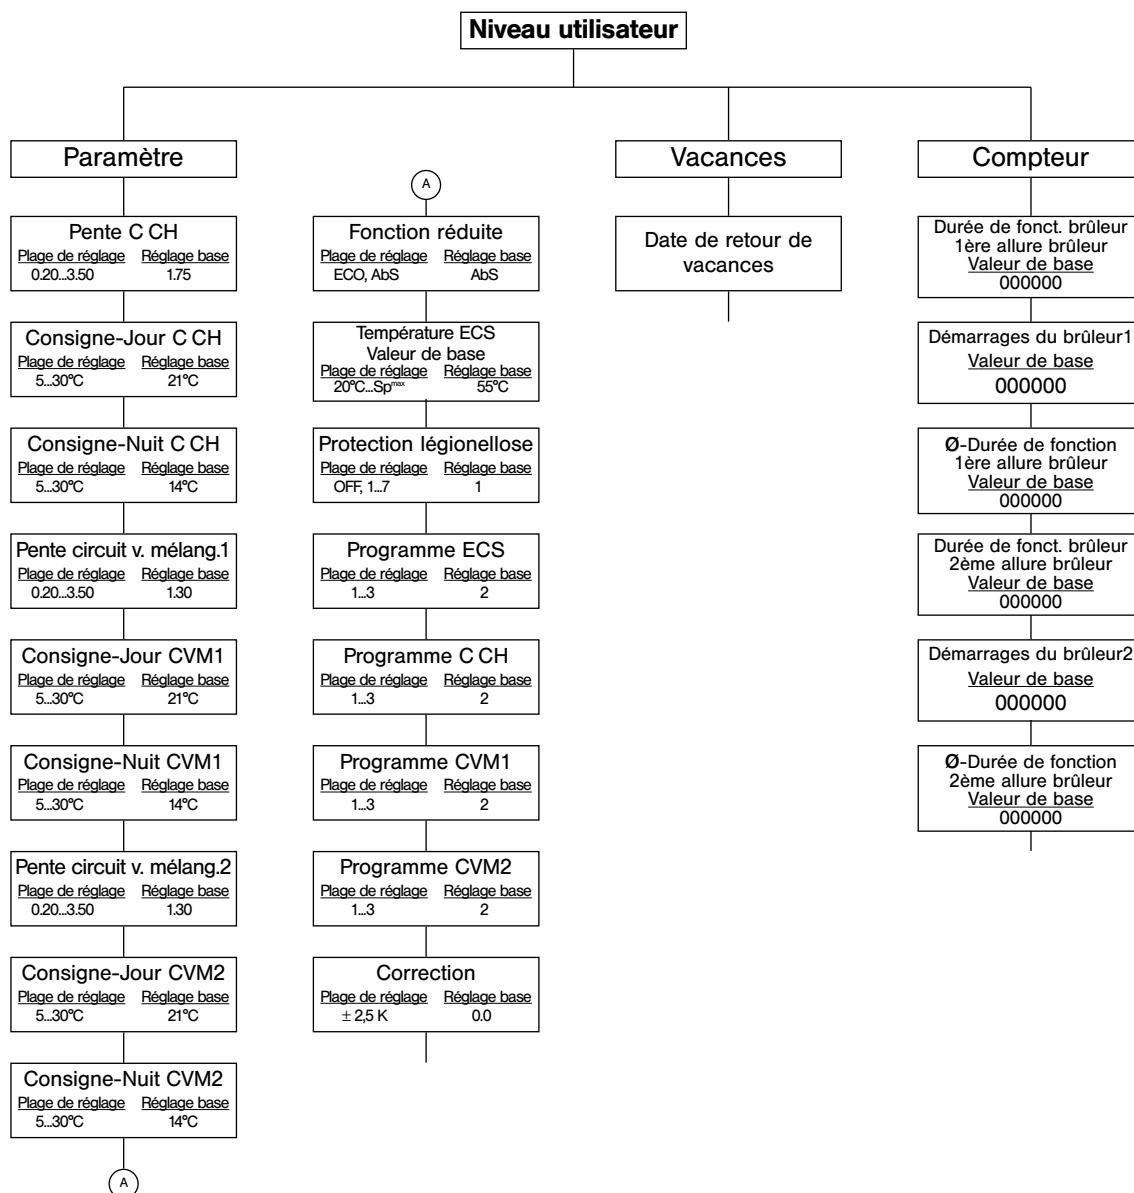 Niveau utilisateur
Paramètre
Pente C CH
Plage de réglage Réglage base
0.20...3.50 1.75
Consigne-Jour C CH
Plage de réglage Réglage base
5...30°C 21°C
Consigne-Nuit C CH
Plage de réglage Réglage base
5...30°C 14°C
Pente circuit v. mélang.1
Plage de réglage Réglage base
0.20...3.50 1.30
Consigne-Jour CVM1
Plage de réglage Réglage base
5...30°C 21°C
Consigne-Nuit CVM1
Plage de réglage Réglage base
5...30°C 14°C
Pente circuit v. mélang.2
Plage de réglage Réglage base
0.20...3.50 1.30
Consigne-Jour CVM2
Plage de réglage Réglage base
5...30°C 21°C
Consigne-Nuit CVM2
Plage de réglage Réglage base
5...30°C 14°C
A
A
Fonction réduite
Plage de réglage Réglage base
ECO, AbS AbS
Température ECS
Valeur de base
Plage de réglage Réglage base
20°C...Spmax 55°C
Protection légionellose
Plage de réglage Réglage base
OFF, 1...7 1
Programme ECS
Plage de réglage Réglage base
1...3 2
Programme C CH
Plage de réglage Réglage base
1...3 2
Programme CVM1
Plage de réglage Réglage base
1...3 2
Programme CVM2
Plage de réglage Réglage base
1...3 2
Correction
Plage de réglage Réglage base
± 2,5 K 0.0
Vacances
Date de retour de
vacances
Compteur
Durée de fonct. brûleur
1ère allure brûleur
Valeur de base
000000
Démarrages du brûleur1
Valeur de base
000000
Ø-Durée de fonction
1ère allure brûleur
Valeur de base
000000
Durée de fonct. brûleur
2ème allure brûleur
Valeur de base
000000
Démarrages du brûleur2
Valeur de base
000000
Ø-Durée de fonction
2ème allure brûleur
Valeur de base
000000